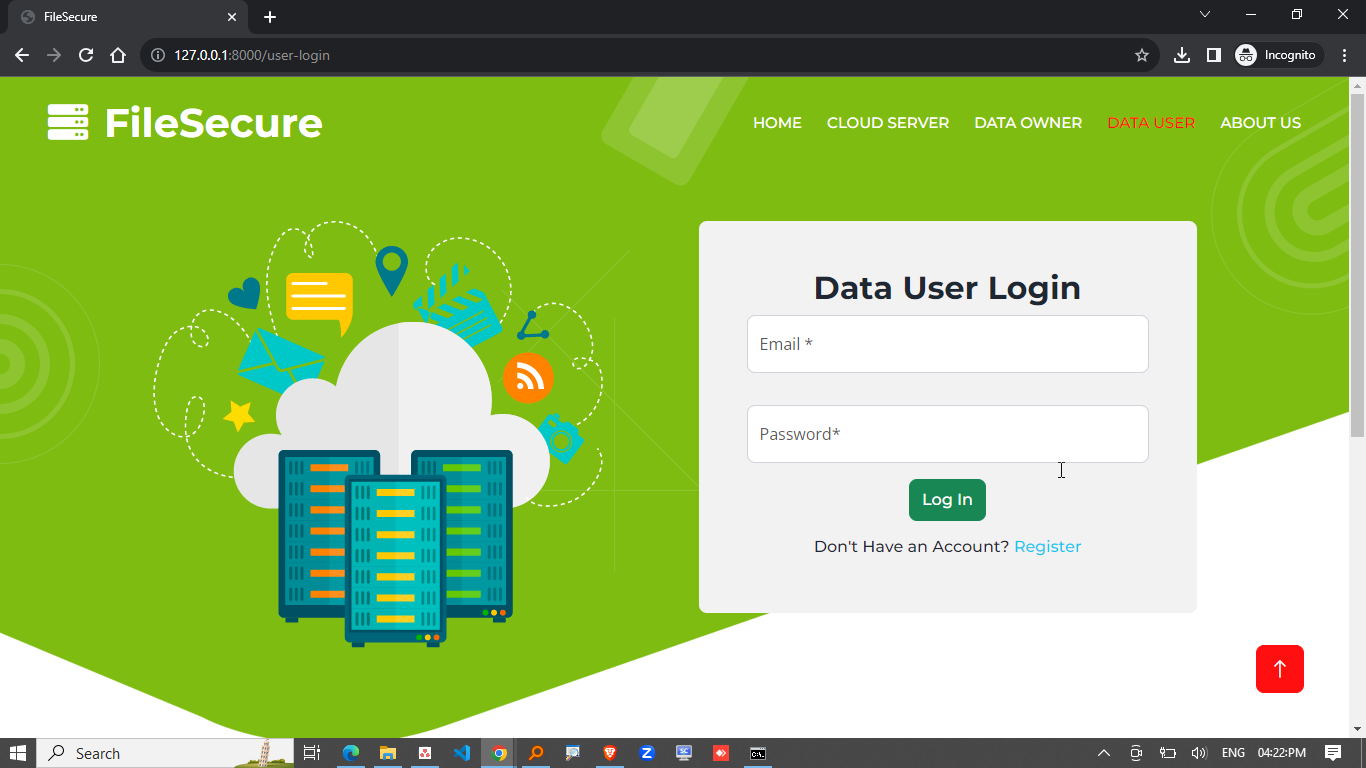 FileSecure
127.0.0.1:8000/user-login
Incognito
FileSecure
HOME CLOUD SERVER DATA OWNER DATA USER ABOUT US
Data User Login
Email *
Password*
Log In
Don't Have an Account? Register
Search
ENG 04:22:PM